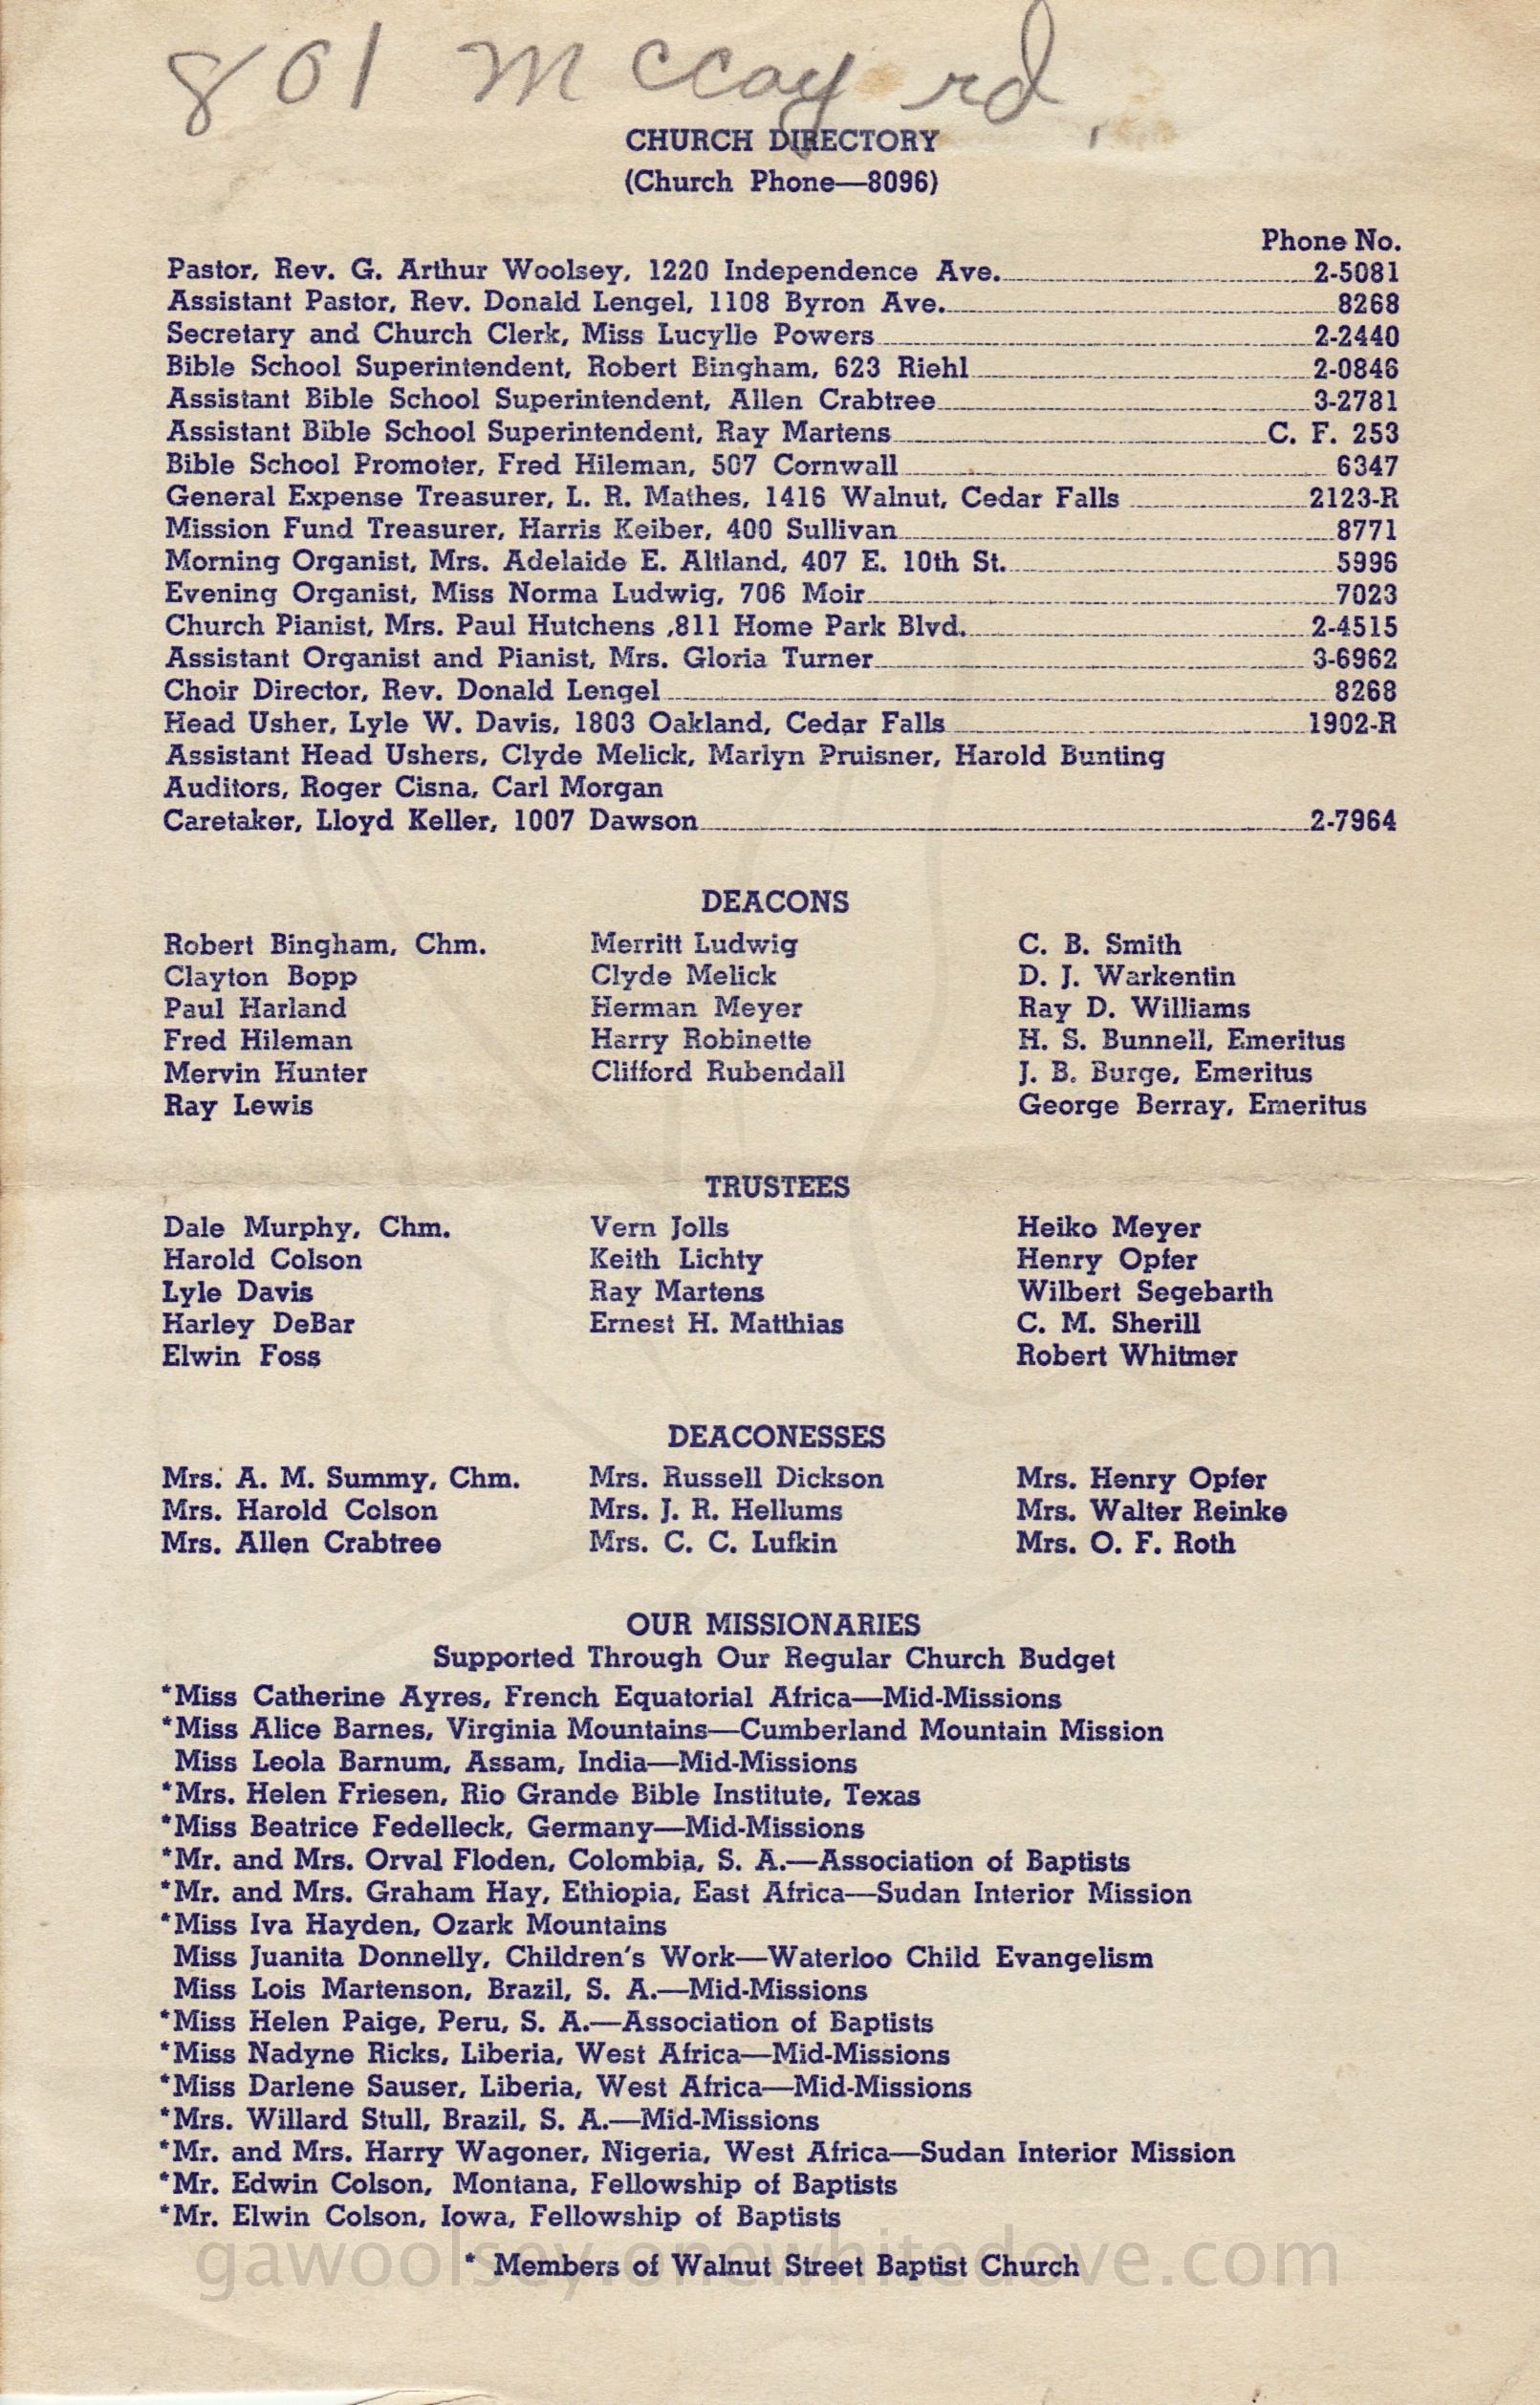 801 McCoy rd.
CHURCH DIRECTORY
(Church Phone—8096)
Phone No.
Pastor, Rev. G. Arthur Woolsey, 1220 Independence Ave. 2-5081
Assistant Pastor, Rev. Donald Lengel, 1108 Byron Ave. 8268
Secretary and Church Clerk, Miss Lucylle Powers 2-2440
Bible School Superintendent, Robert Bingham, 623 Riehl 2-0846
Assistant Bible School Superintendent, Allen Crabtree 3-2781
Assistant Bible School Superintendent, Ray Martens C. F. 253
Bible School Promoter, Fred Hileman, 507 Cornwall 6347
General Expense Treasurer, L. R. Mathes, 1416 Walnut, Cedar Falls 2123-R
Mission Fund Treasurer, Harris Keiber, 400 Sullivan 8771
Morning Organist, Mrs. Adelaide E. Altland, 407 E. 10th St. 5996
Evening Organist, Miss Norma Ludwig, 706 Moir 7023
Church Pianist, Mrs. Paul Hutchens ,811 Home Park Blvd. 2-4515
Assistant Organist and Pianist, Mrs. Gloria Turner 3-6962
Choir Director, Rev. Donald Lengel 8268
Head Usher, Lyle W. Davis, 1803 Oakland, Cedar Falls 1902-R
Assistant Head Ushers, Clyde Melick, Marlyn Pruisner, Harold Bunting
Auditors, Roger Cisna, Carl Morgan
Caretaker, Lloyd Keller, 1007 Dawson 2-7964
DEACONS
Robert Bingham, Chm. Merritt Ludwig C. B. Smith
Clayton Bopp Clyde Melick D. J. Warkentin
Paul Harland Herman Meyer Ray D. Williams
Fred Hileman Harry Robinette H. S. Bunnell, Emeritus
Mervin Hunter Clifford Rubendall J. B. Burge, Emeritus
Ray Lewis George Berray, Emeritus
TRUSTEES
Dale Murphy, Chm. Vern Jolls Heiko Meyer
Harold Colson Keith Lichty Henry Opfer
Lyle Davis Ray Martens Wilbert Segebarth
Harley DeBar Ernest H. Matthias C. M. Sherill
Elwin Foss Robert Whitmer
DEACONESSES
Mrs. A. M. Summy, Chm. Mrs. Russell Dickson Mrs. Henry Opfer
Mrs. Harold Colson Mrs. J. R. Hellums Mrs. Walter Reinke
Mrs. Allen Crabtree Mrs. C. C. Lufkin Mrs. O. F. Roth
OUR MISSIONARIES
Supported Through Our Regular Church Budget
*Miss Catherine Ayres, French Equatorial Africa—Mid-Missions
*Miss Alice Barnes, Virginia Mountains—Cumberland Mountain Mission
Miss Leola Barnum, Assam, India—Mid-Missions
*Mrs. Helen Friesen, Rio Grande Bible Institute, Texas
*Miss Beatrice Fedelleck, Germany—Mid-Missions
*Mr. and Mrs. Orval Floden, Colombia, S. A.—Association of Baptists
*Mr. and Mrs. Graham Hay, Ethiopia, East Africa—Sudan Interior Mission
*Miss Iva Hayden, Ozark Mountains
Miss Juanita Donnelly, Children's Work—Waterloo Child Evangelism
Miss Lois Martenson, Brazil, S. A.—Mid-Missions
*Miss Helen Paige, Peru, S. A.—Association of Baptists
*Miss Nadyne Ricks, Liberia, West Africa—Mid-Missions
*Miss Darlene Sauser, Liberia, West Africa—Mid-Missions
*Mrs. Willard Stull, Brazil, S. A.—Mid-Missions
*Mr. and Mrs. Harry Wagoner, Nigeria, West Africa—Sudan Interior Mission
*Mr. Edwin Colson, Montana, Fellowship of Baptists
*Mr. Elwin Colson, Iowa, Fellowship of Baptists
* Members of Walnut Street Baptist Church
gawoolsey.onewhitedove.com